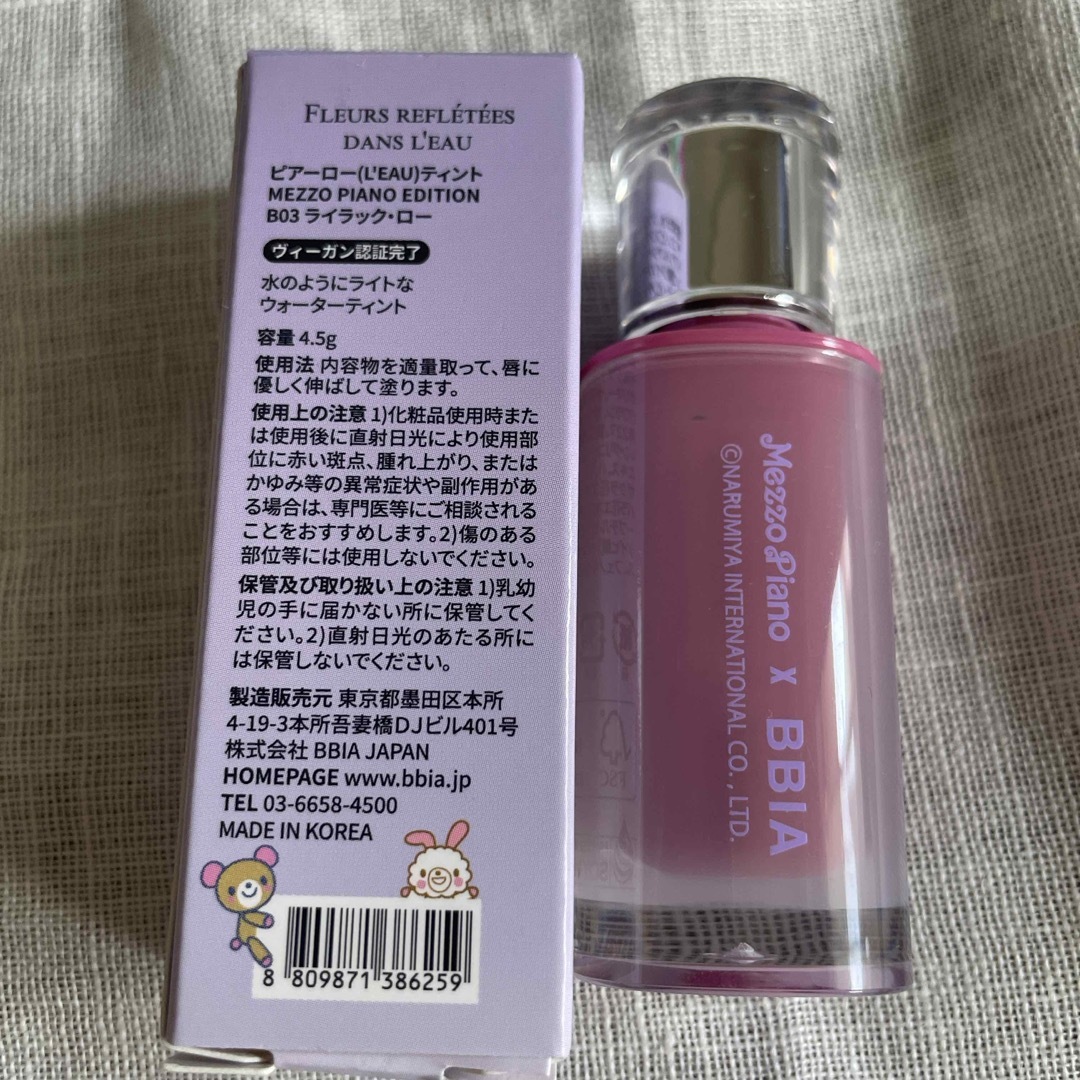 FLEURS REFLÉTÉES
DANS L'EAU
ピアーロー(L'EAU)ティント
MEZZO PIANO EDITION
B03 ライラック・ロー
ヴィーガン認証完了
水のようにライトな
ウォーターティント
容量 4.5g
使用法 内容物を適量取って、唇に
優しく伸ばして塗ります。
使用上の注意 1)化粧品使用時また
は使用後に直射日光により使用部
位に赤い斑点、腫れ上がり、または
かゆみ等の異常症状や副作用があ
る場合は、専門医等にご相談される
ことをおすすめします。2)傷のある
部位等には使用しないでください。
保管及び取り扱い上の注意 1)乳幼
児の手に届かない所に保管してく
ださい。2)直射日光のあたる所に
は保管しないでください。
製造販売元 東京都墨田区本所
4-19-3本所吾妻橋DJビル401号
株式会社 BBIA JAPAN
HOMEPAGE www.bbia.jp
TEL 03-6658-4500
MADE IN KOREA
8 809871 386259
Mezzo Piano x BBIA
©NARUMIYA INTERNATIONAL CO., LTD.